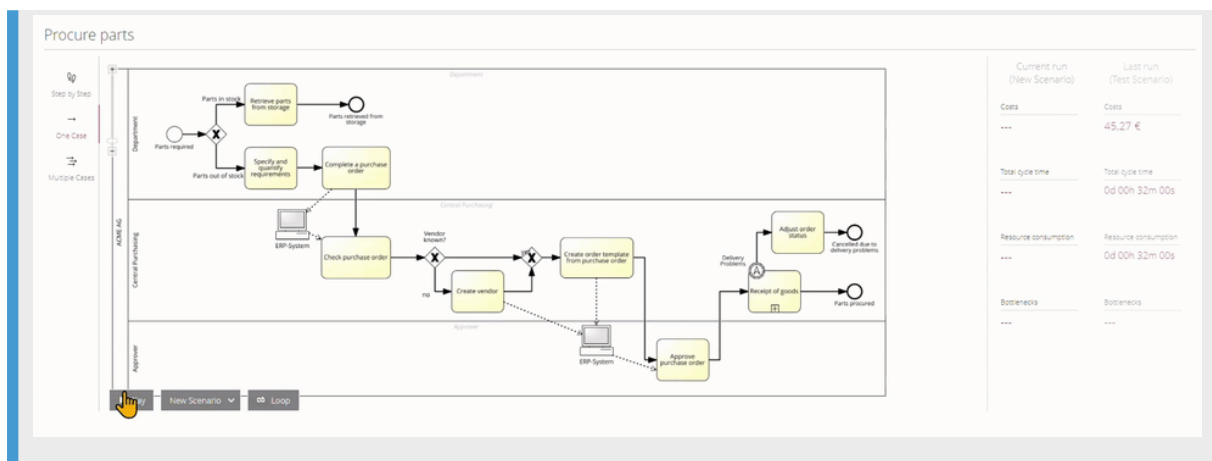 Procure parts
Step by Step
One Case
Multiple Cases
ACME AG
Department
Department
Parts required
Parts in stock
Retrieve parts
from storage
Parts retrieved from
storage
Parts out of stock
Specify and
quantify
requirements
Complete a purchase
order
Central Purchasing
Central Purchasing
ERP-System
Check purchase order
Vendor
known?
no
Create vendor
Create order template
from purchase order
Delivery
Problems
Adjust order
status
Cancelled due to
delivery problems
Receipt of goods
Parts procured
Approver
Approver
ERP-System
Approve
purchase order
New Scenario
Loop
Current run
(New Scenario)
Costs
---
Total cycle time
---
Resource consumption
---
Bottlenecks
---
Last run
(Test Scenario)
Costs
45,27 €
Total cycle time
0d 00h 32m 00s
Resource consumption
0d 00h 32m 00s
Bottlenecks
---